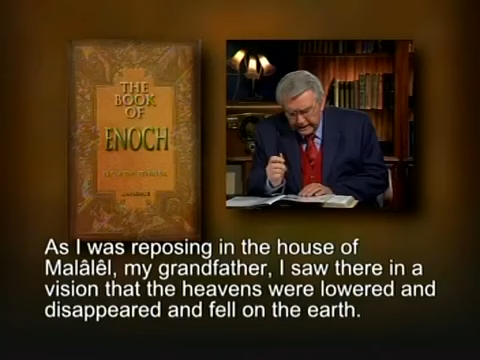 THE
BOOK
OF
ENOCH
As I was reposing in the house of
Malâlêl, my grandfather, I saw there in a
vision that the heavens were lowered and
disappeared and fell on the earth.